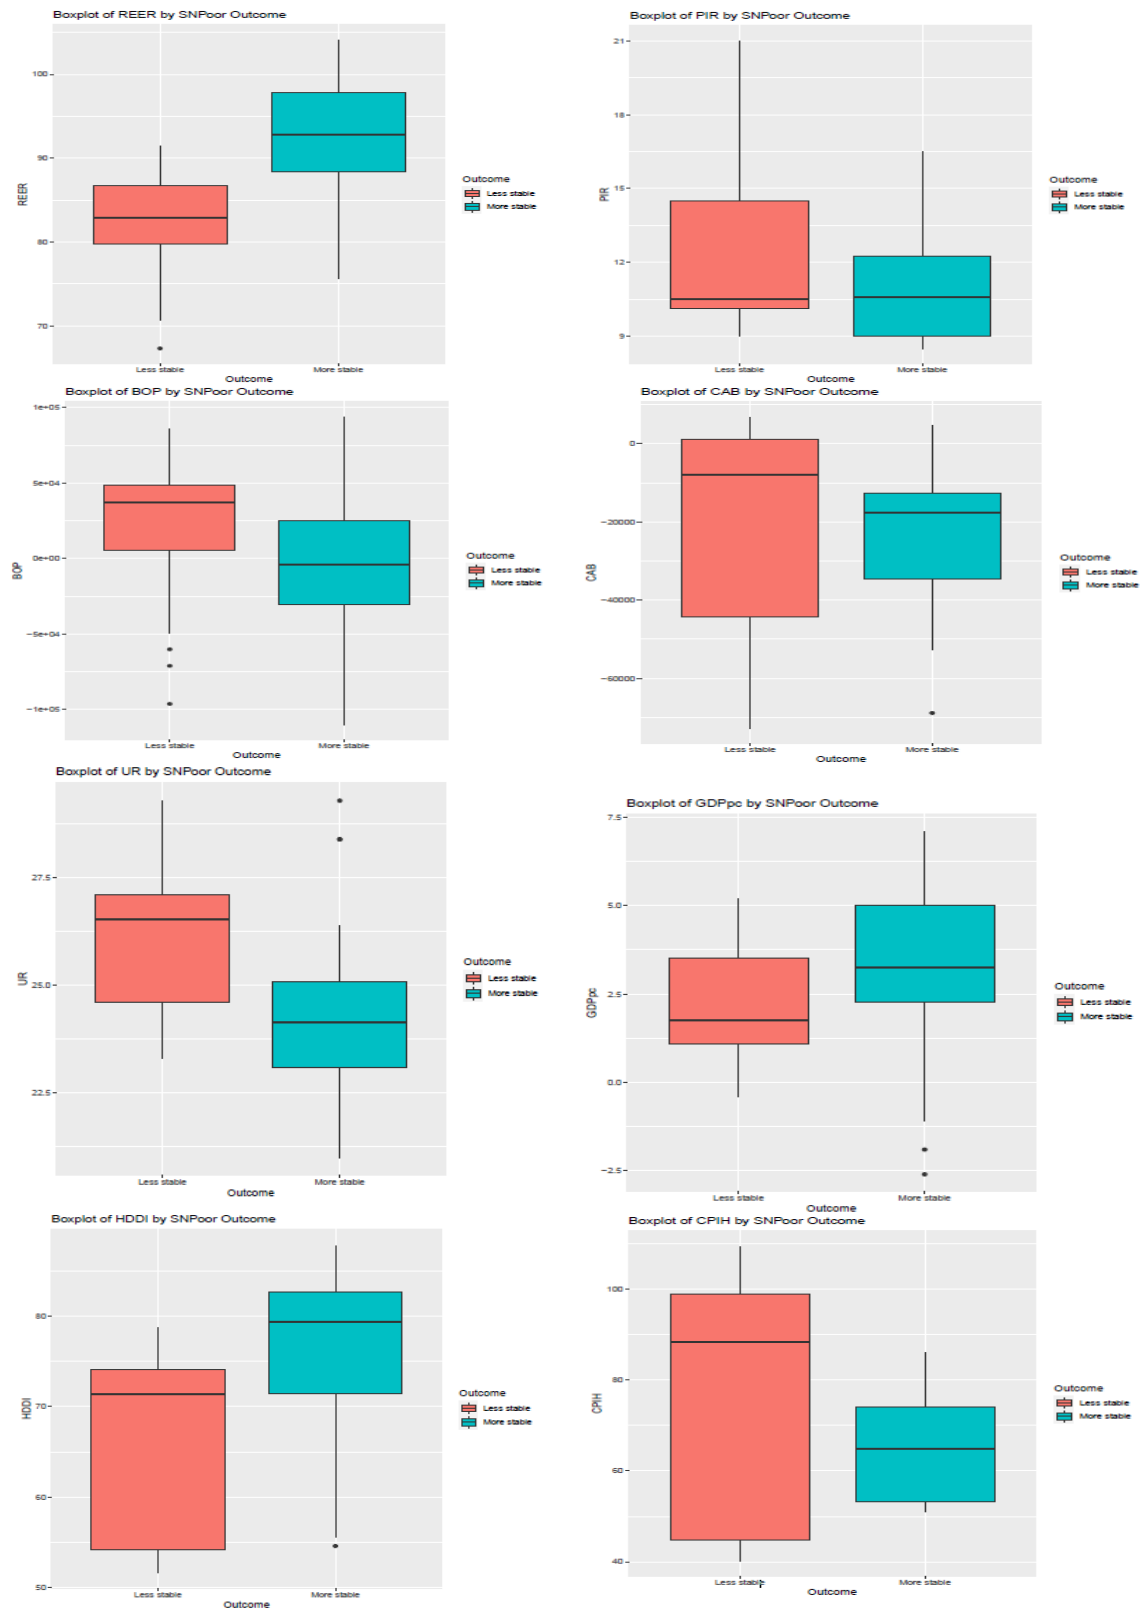 Boxplot of REER by SNPoor Outcome
100
90
80
70
REER
Less stable
More stable
Outcome
Outcome
Less stable
More stable
Boxplot of PIR by SNPoor Outcome
21
18
15
12
9
PIR
Less stable
More stable
Outcome
Outcome
Less stable
More stable
Boxplot of BOP by SNPoor Outcome
1e+05
5e+04
0e+00
−5e+04
−1e+05
BOP
Less stable
More stable
Outcome
Outcome
Less stable
More stable
Boxplot of CAB by SNPoor Outcome
0
−20000
−40000
−60000
CAB
Less stable
More stable
Outcome
Outcome
Less stable
More stable
Boxplot of UR by SNPoor Outcome
27.5
25.0
22.5
UR
Less stable
More stable
Outcome
Outcome
Less stable
More stable
Boxplot of GDPpc by SNPoor Outcome
7.5
5.0
2.5
0.0
−2.5
GDPpc
Less stable
More stable
Outcome
Outcome
Less stable
More stable
Boxplot of HDDI by SNPoor Outcome
80
70
60
50
HDDI
Less stable
More stable
Outcome
Outcome
Less stable
More stable
Boxplot of CPIH by SNPoor Outcome
100
80
60
40
CPIH
Less stable
More stable
Outcome
Outcome
Less stable
More stable